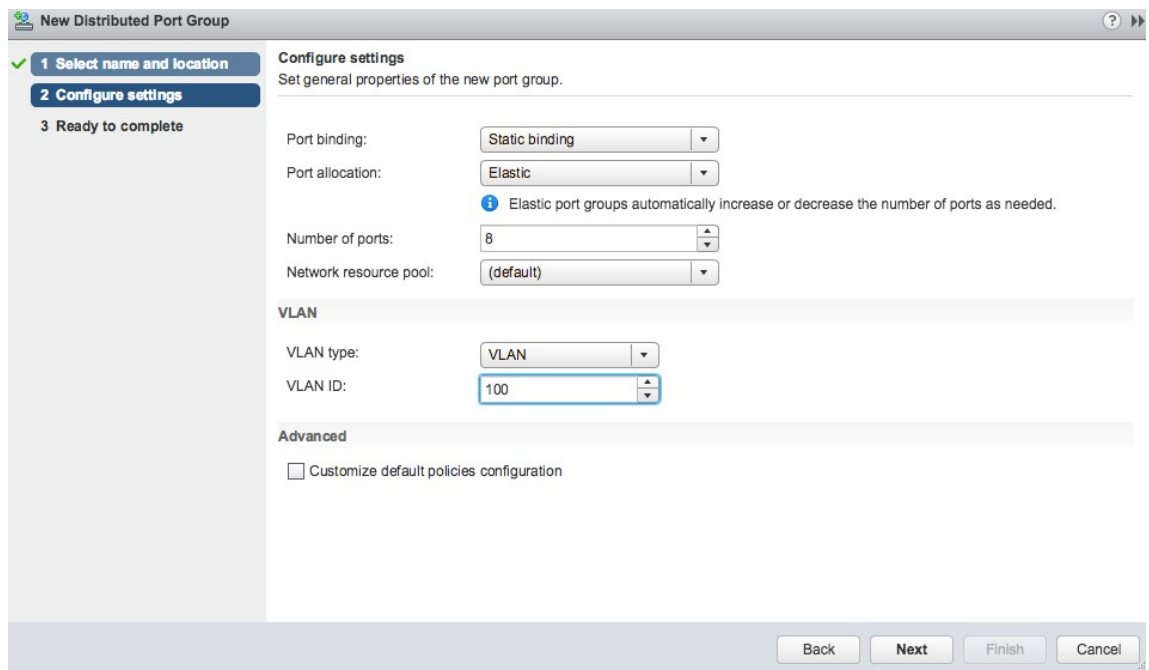 New Distributed Port Group
?
1 Select name and location
2 Configure settings
3 Ready to complete
Configure settings
Set general properties of the new port group.
Port binding: Static binding
Port allocation: Elastic
Elastic port groups automatically increase or decrease the number of ports as needed.
Number of ports: 8
Network resource pool: (default)
VLAN
VLAN type: VLAN
VLAN ID: 100
Advanced
Customize default policies configuration
Back Next Finish Cancel